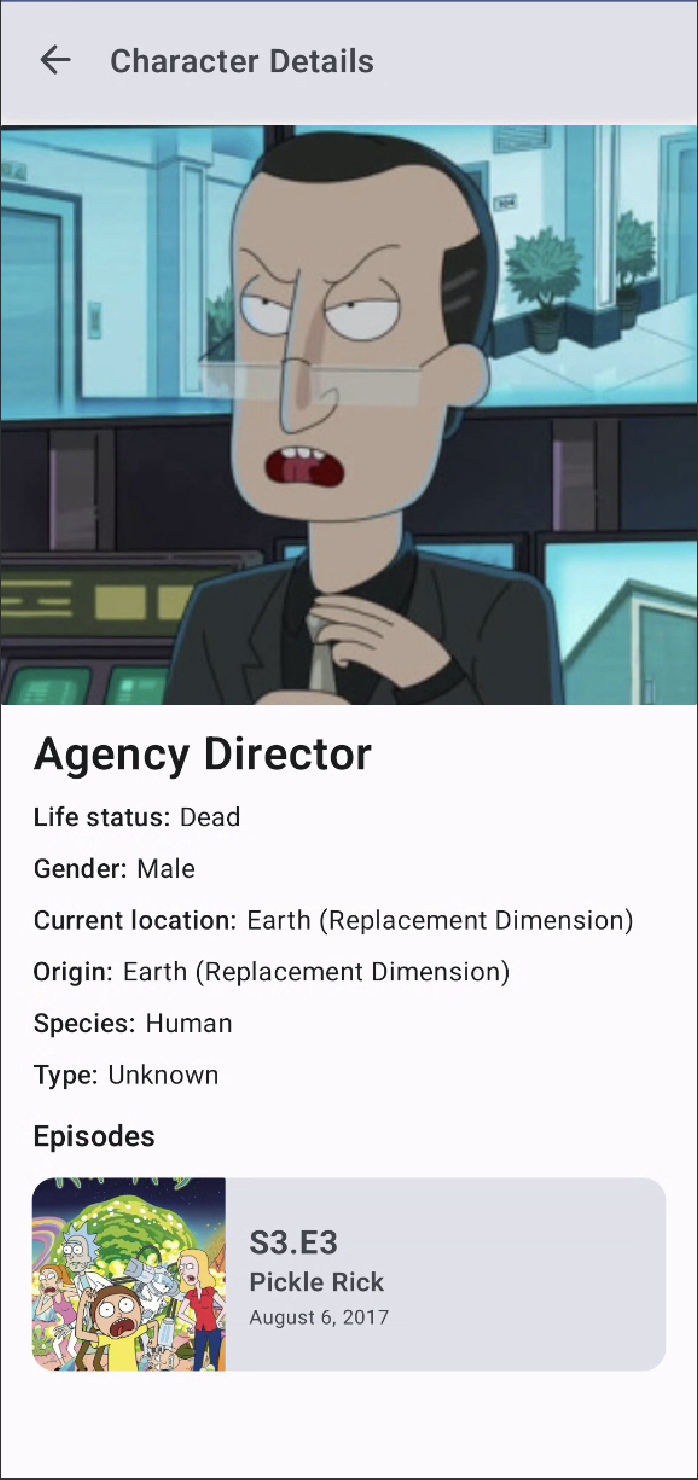 Character Details
304
Agency Director
Life status: Dead
Gender: Male
Current location: Earth (Replacement Dimension)
Origin: Earth (Replacement Dimension)
Species: Human
Type: Unknown
Episodes
S3.E3
Pickle Rick
August 6, 2017